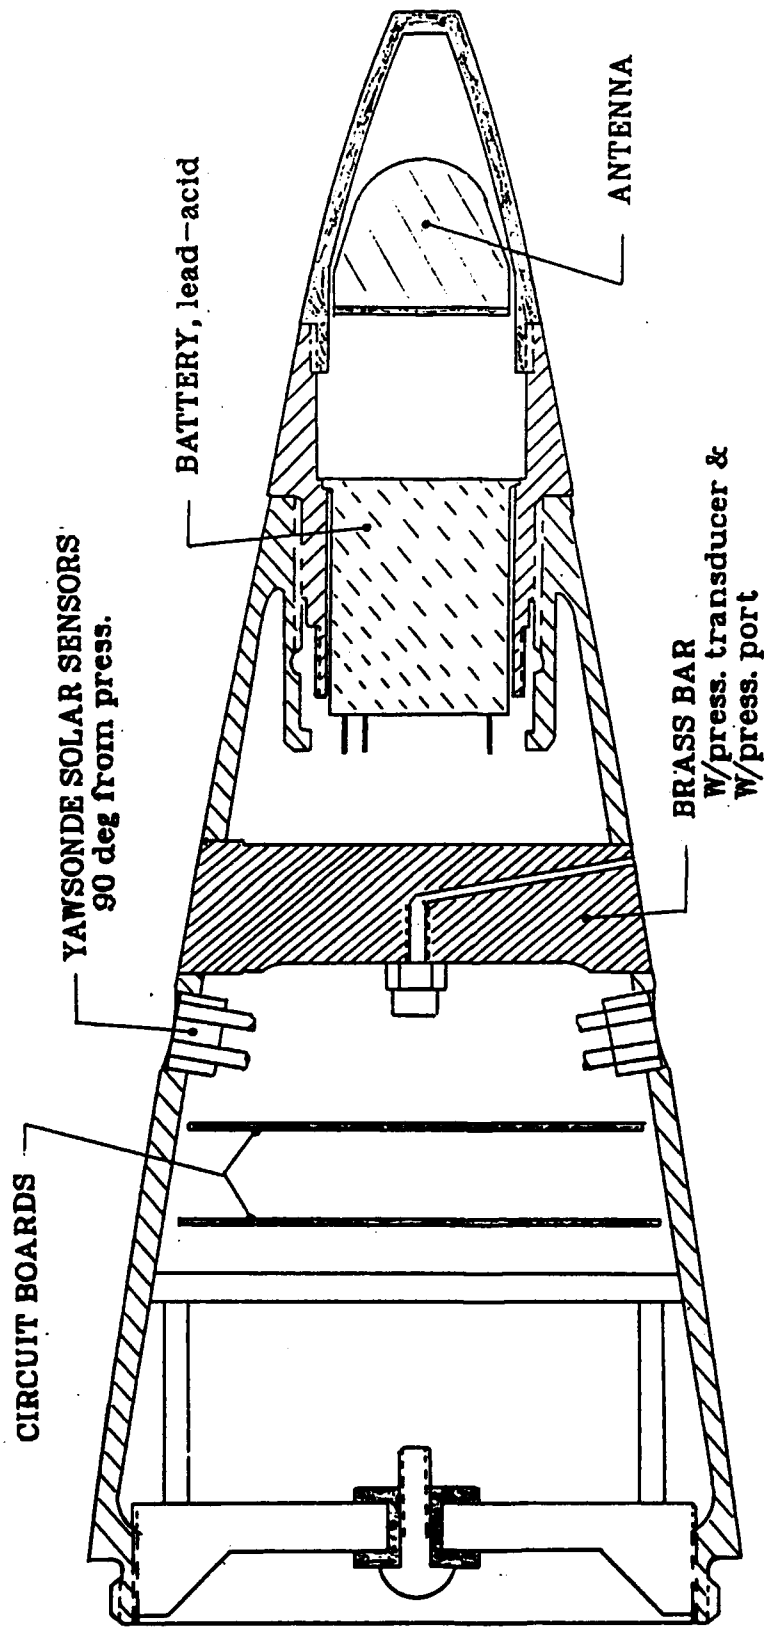 CIRCUIT BOARDS
YAWSONDE SOLAR SENSORS
90 deg from press.
BATTERY, lead-acid
ANTENNA
BRASS BAR
W/press. transducer &
W/press. port